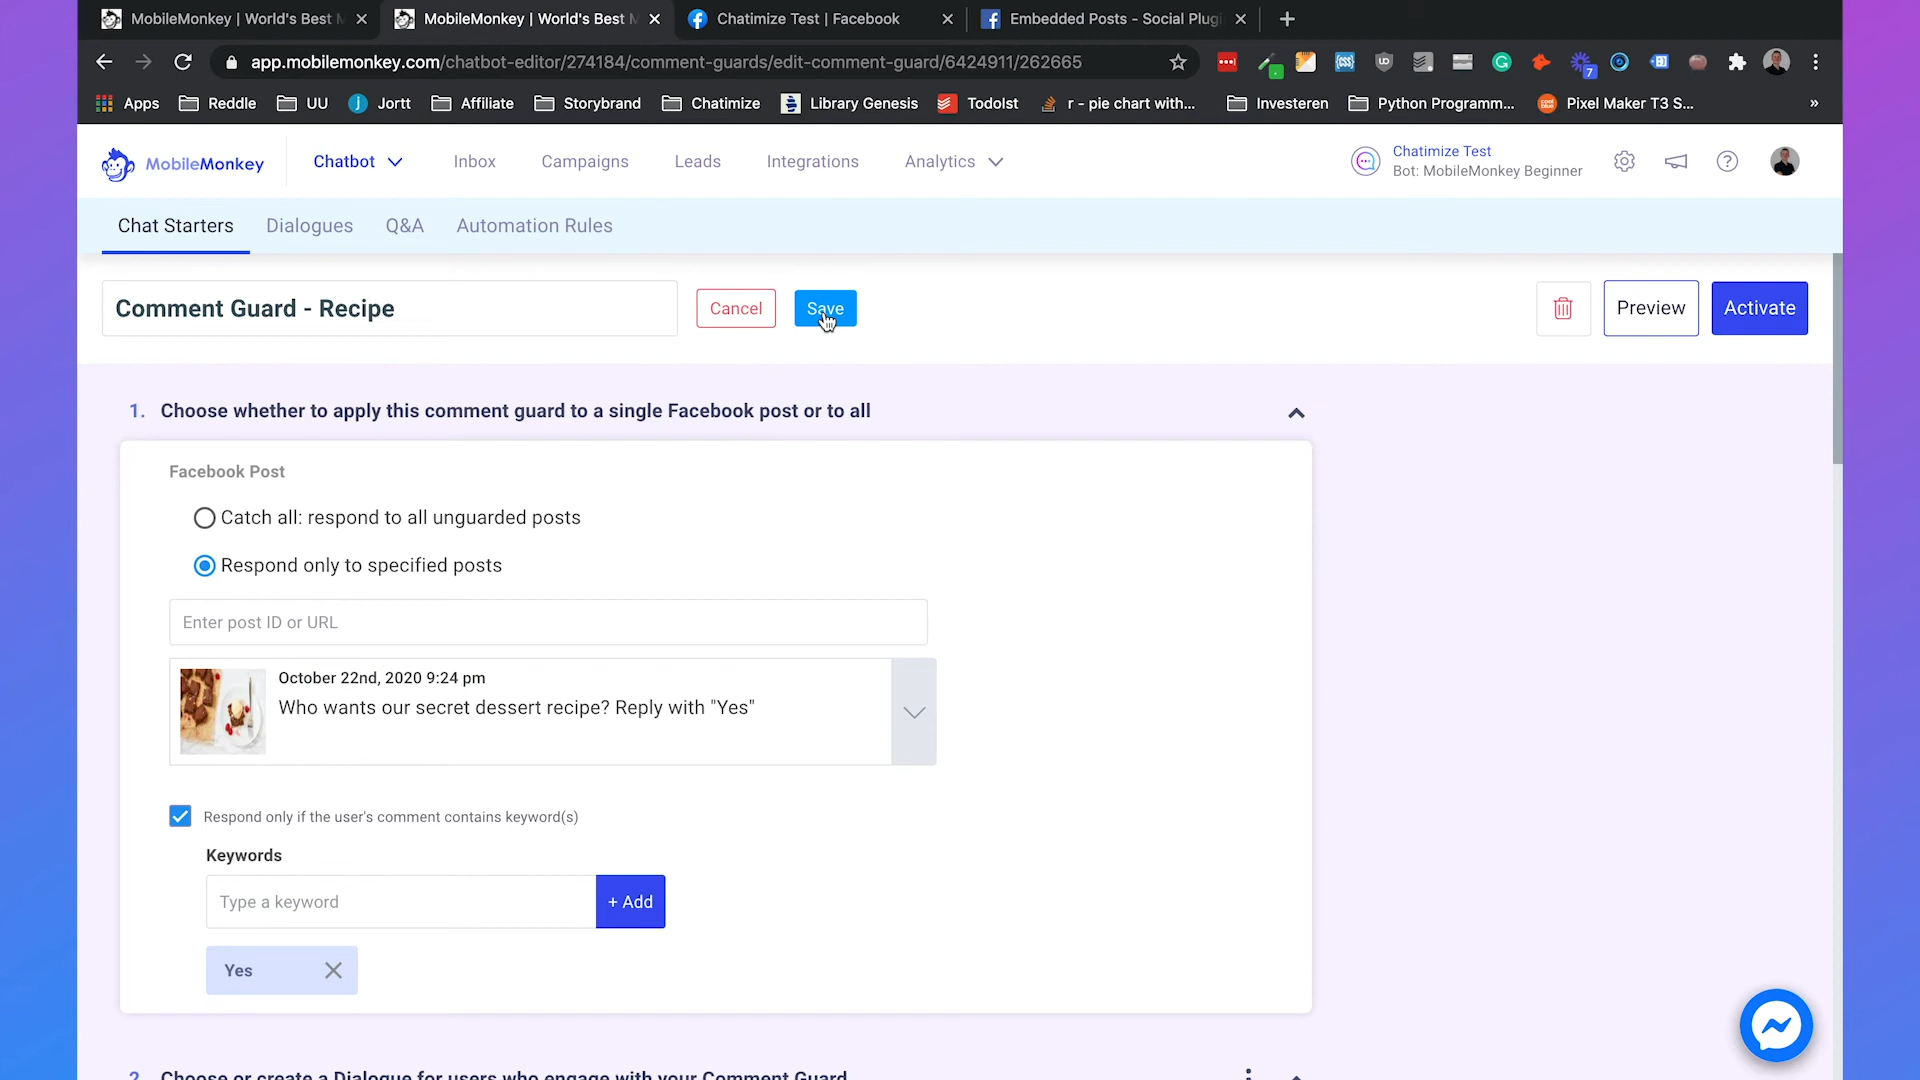 MobileMonkey | World's Best M
MobileMonkey | World's Best M
Chatimize Test | Facebook
Embedded Posts - Social Plugi
app.mobilemonkey.com/chatbot-editor/274184/comment-guards/edit-comment-guard/6424911/262665
7
Apps
Reddle
UU
Jortt
Affiliate
Storybrand
Chatimize
Library Genesis
TodoIst
r - pie chart with...
Investeren
Python Programm...
Pixel Maker T3 S...
»
MobileMonkey
Chatbot
Inbox
Campaigns
Leads
Integrations
Analytics
Chatimize Test
Bot: MobileMonkey Beginner
Chat Starters
Dialogues
Q&A
Automation Rules
Comment Guard - Recipe
Cancel
Save
Preview
Activate
1. Choose whether to apply this comment guard to a single Facebook post or to all
Facebook Post
Catch all: respond to all unguarded posts
Respond only to specified posts
Enter post ID or URL
October 22nd, 2020 9:24 pm
Who wants our secret dessert recipe? Reply with "Yes"
Respond only if the user's comment contains keyword(s)
Keywords
Type a keyword
+ Add
Yes
2. Choose or create a Dialogue for users who engage with your Comment Guard